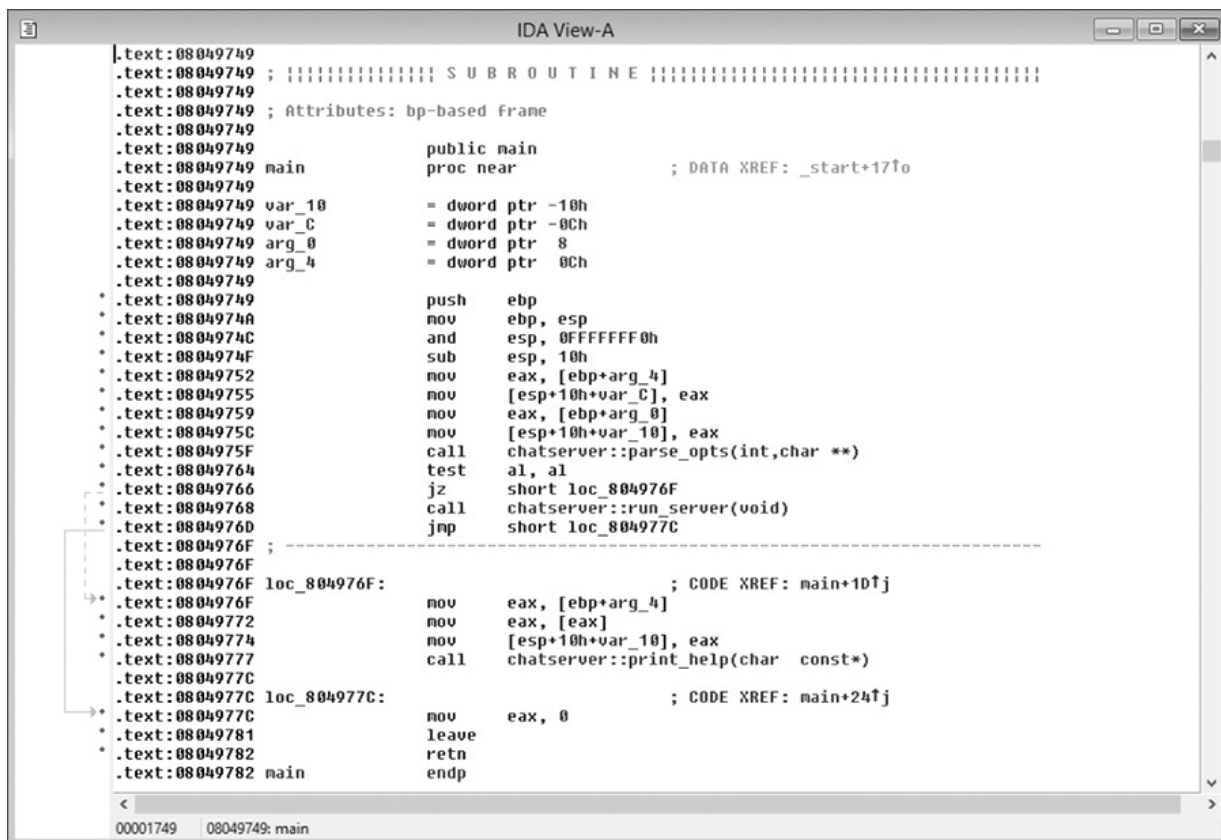 IDA View-A
.text:08049749
.text:08049749 ; ¦¦¦¦¦¦¦¦¦¦¦¦¦¦¦ S U B R O U T I N E ¦¦¦¦¦¦¦¦¦¦¦¦¦¦¦¦¦¦¦¦¦¦¦¦¦¦¦¦¦¦¦¦¦¦¦¦¦¦¦
.text:08049749
.text:08049749 ; Attributes: bp-based frame
.text:08049749
.text:08049749 public main
.text:08049749 main proc near ; DATA XREF: _start+17↑o
.text:08049749
.text:08049749 var_10 = dword ptr -10h
.text:08049749 var_C = dword ptr -0Ch
.text:08049749 arg_0 = dword ptr 8
.text:08049749 arg_4 = dword ptr 0Ch
.text:08049749
.text:08049749 push ebp
.text:0804974A mov ebp, esp
.text:0804974C and esp, 0FFFFFFF0h
.text:0804974F sub esp, 10h
.text:08049752 mov eax, [ebp+arg_4]
.text:08049755 mov [esp+10h+var_C], eax
.text:08049759 mov eax, [ebp+arg_0]
.text:0804975C mov [esp+10h+var_10], eax
.text:0804975F call chatserver::parse_opts(int,char **)
.text:08049764 test al, al
.text:08049766 jz short loc_804976F
.text:08049768 call chatserver::run_server(void)
.text:0804976D jmp short loc_804977C
.text:0804976F ; ---------------------------------------------------------------------------
.text:0804976F
.text:0804976F loc_804976F: ; CODE XREF: main+1D↑j
.text:0804976F mov eax, [ebp+arg_4]
.text:08049772 mov eax, [eax]
.text:08049774 mov [esp+10h+var_10], eax
.text:08049777 call chatserver::print_help(char const*)
.text:0804977C
.text:0804977C loc_804977C: ; CODE XREF: main+24↑j
.text:0804977C mov eax, 0
.text:08049781 leave
.text:08049782 retn
.text:08049782 main endp
00001749 08049749: main